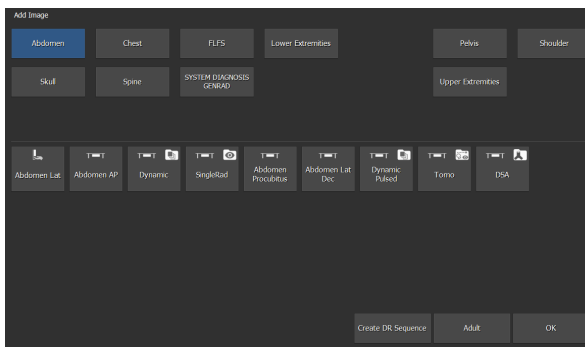 Add Image
Abdomen
Chest
FLFS
Lower Extremities
Pelvis
Shoulder
Skull
Spine
SYSTEM DIAGNOSIS
GENRAD
Upper Extremities
Abdomen Lat
Abdomen AP
Dynamic
SingleRad
Abdomen
Procubitus
Abdomen Lat
Dec
Dynamic
Pulsed
Tomo
DSA
Create DR Sequence
Adult
OK